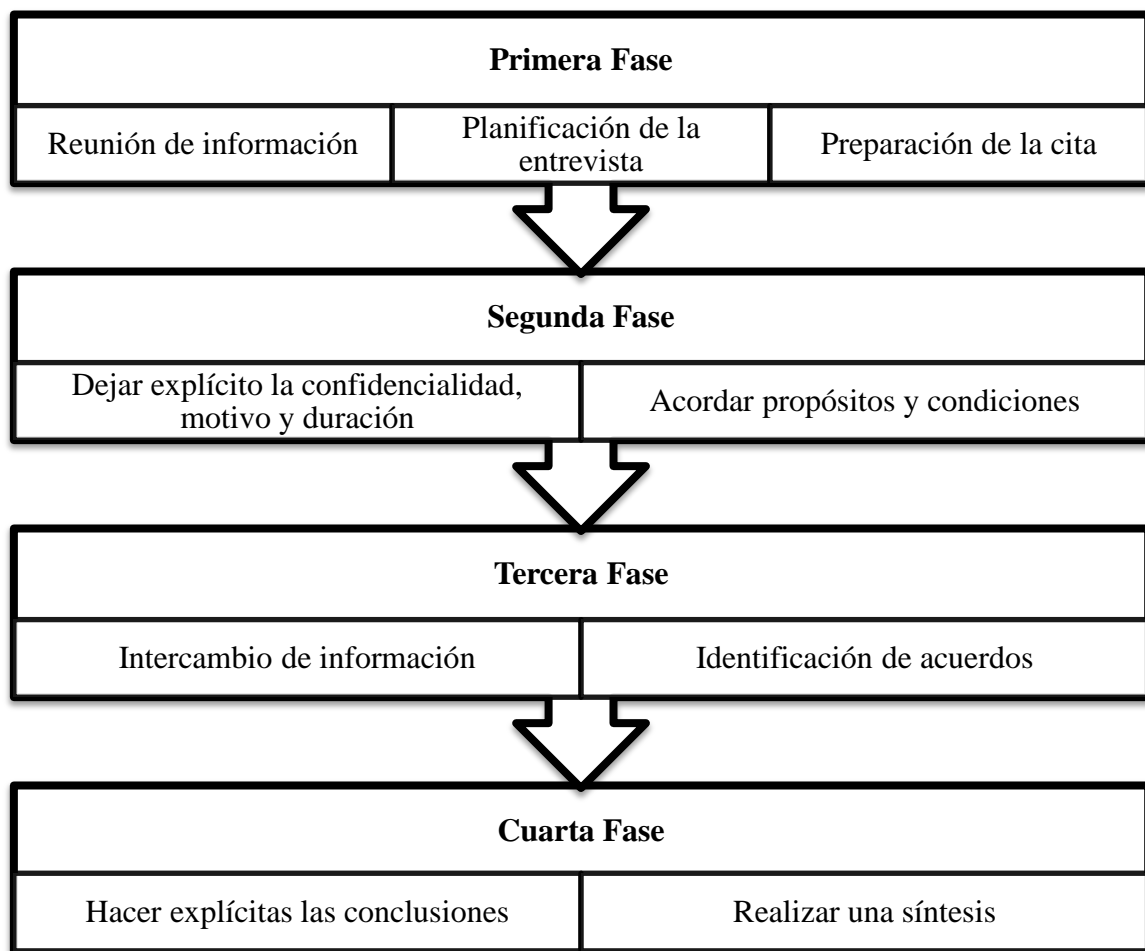 Primera Fase
Reunión de información
Planificación de la
entrevista
Preparación de la cita
Segunda Fase
Dejar explícito la confidencialidad,
motivo y duración
Acordar propósitos y condiciones
Tercera Fase
Intercambio de información
Identificación de acuerdos
Cuarta Fase
Hacer explícitas las conclusiones
Realizar una síntesis